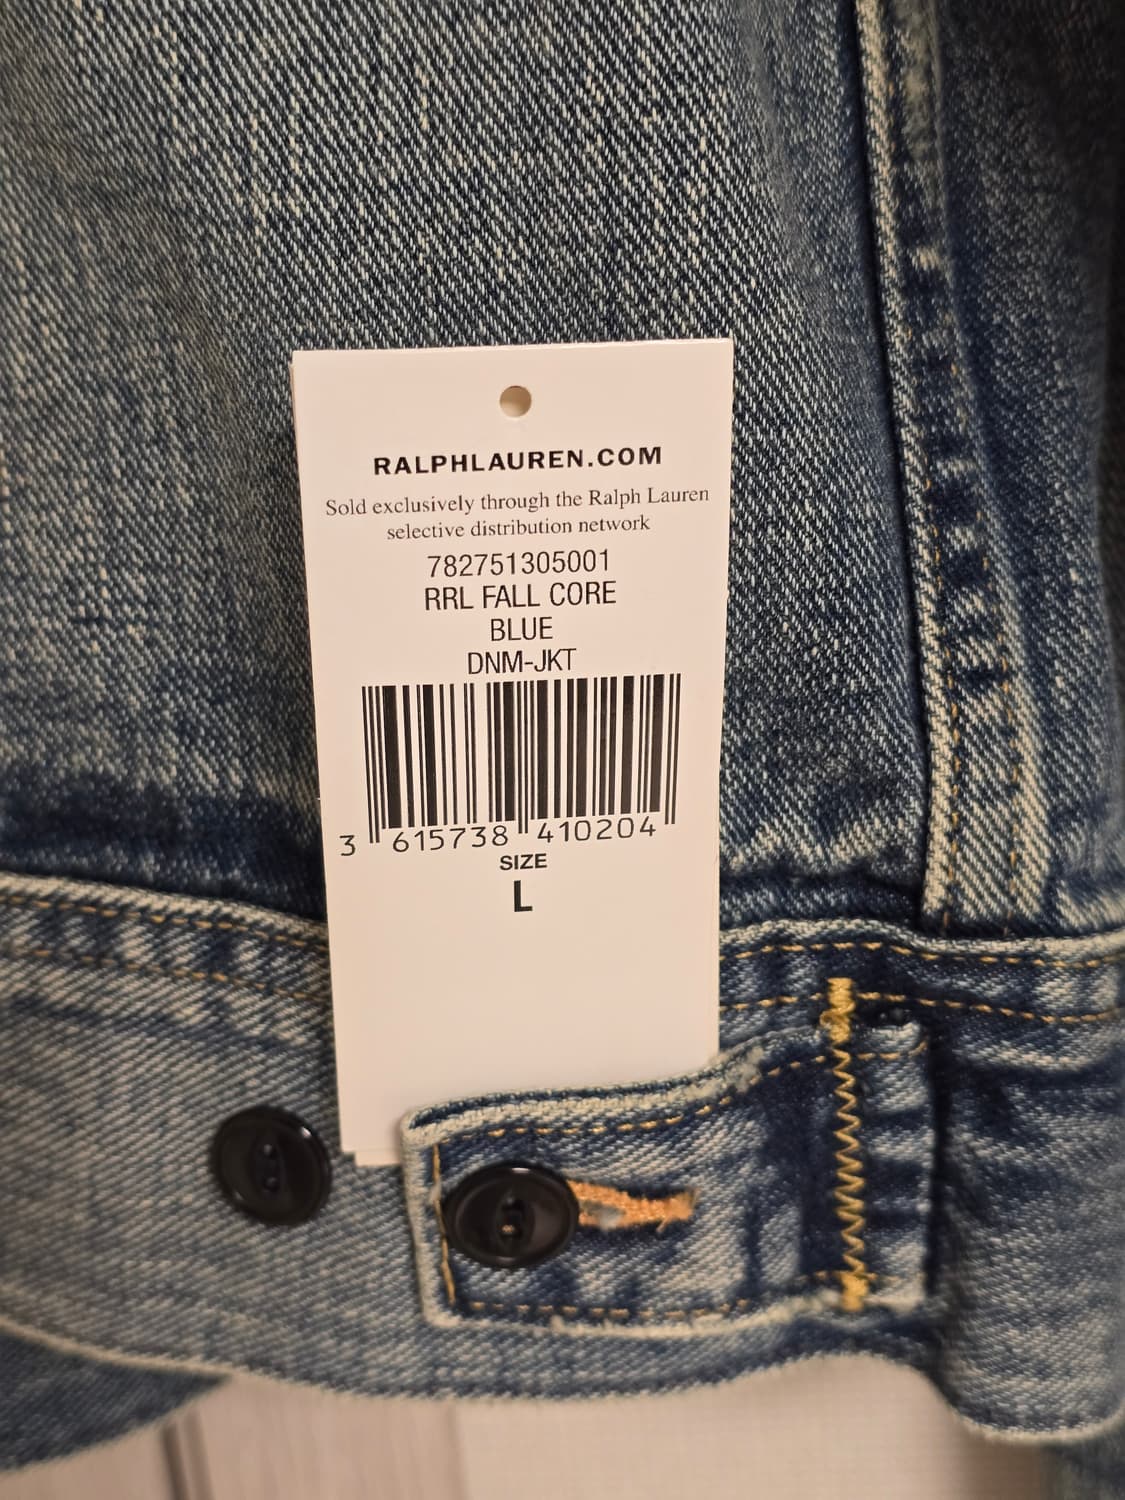 RALPHLAUREN.COM
Sold exclusively through the Ralph Lauren
selective distribution network
782751305001
RRL FALL CORE
BLUE
DNM-JKT
3 615738 410204
SIZE
L